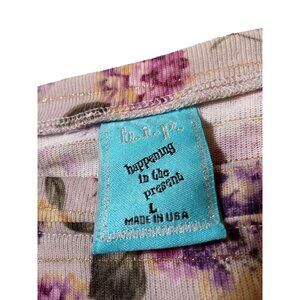 h.i.p.
happening
in the
present
L
MADE IN USA